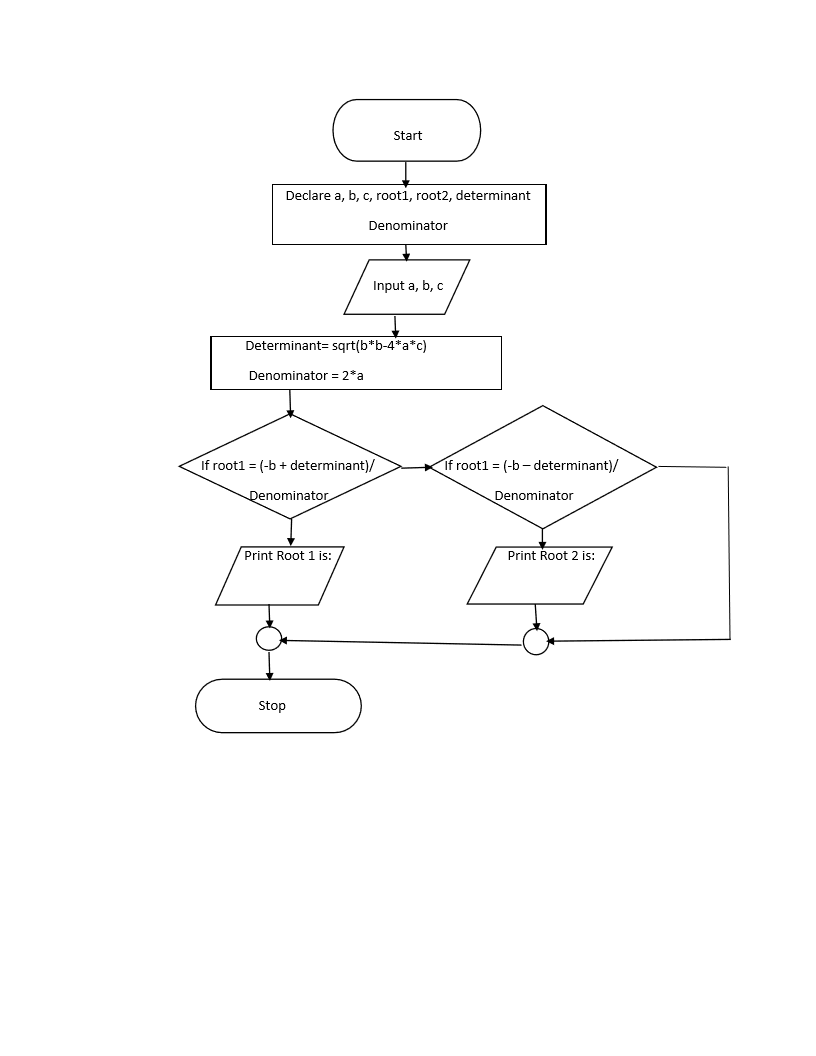 Start
Declare a, b, c, root1, root2, determinant
Denominator
Input a, b, c
Determinant= sqrt(b*b-4*a*c)
Denominator = 2*a
If root1 = (-b + determinant)/
Denominator
If root1 = (-b – determinant)/
Denominator
Print Root 1 is:
Print Root 2 is:
Stop